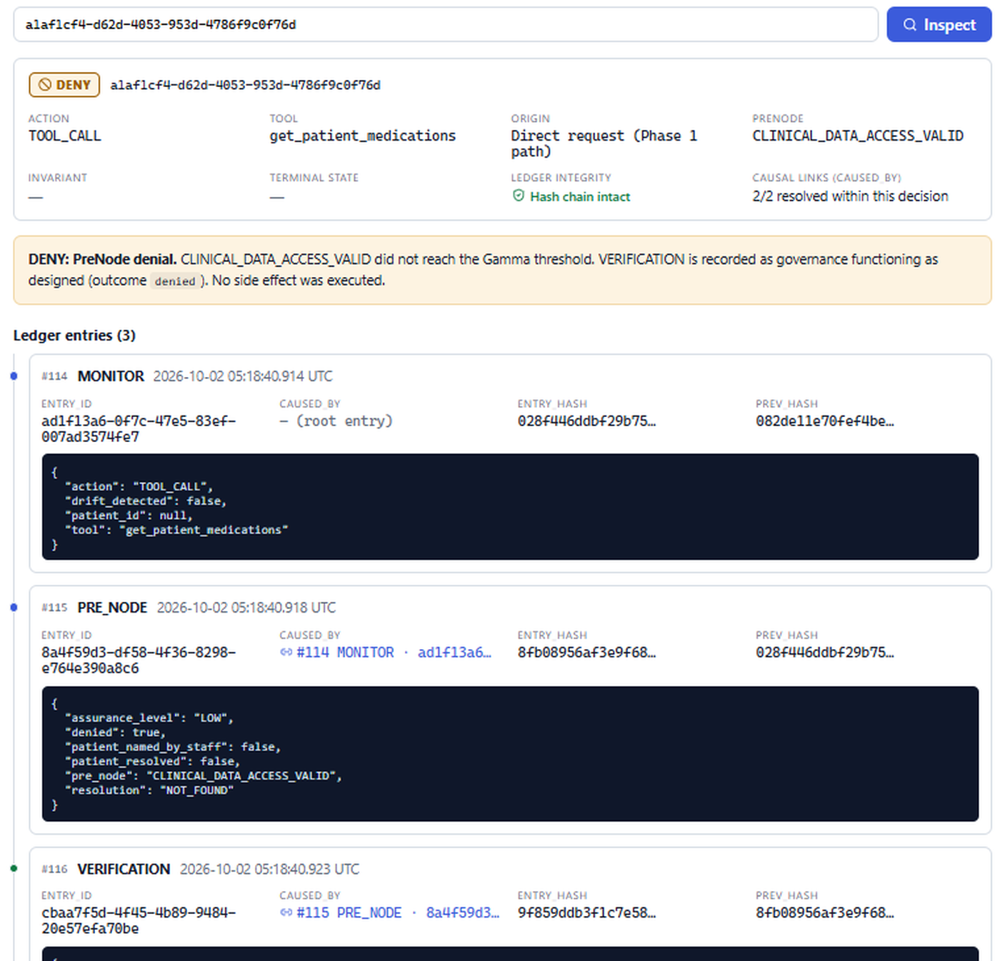 a1af1cf4-d62d-4053-953d-4786f9c0f76d
Inspect
DENY a1af1cf4-d62d-4053-953d-4786f9c0f76d
ACTION TOOL ORIGIN PRENODE
TOOL_CALL get_patient_medications Direct request (Phase 1 path) CLINICAL_DATA_ACCESS_VALID
INVARIANT TERMINAL STATE LEDGER INTEGRITY CAUSAL LINKS (CAUSED_BY)
— — Hash chain intact 2/2 resolved within this decision
DENY: PreNode denial. CLINICAL_DATA_ACCESS_VALID did not reach the Gamma threshold. VERIFICATION is recorded as governance functioning as
designed (outcome denied ). No side effect was executed.
Ledger entries (3)
#114 MONITOR 2026-10-02 05:18:40.914 UTC
ENTRY_ID CAUSED_BY ENTRY_HASH PREV_HASH
ad1f13a6-0f7c-47e5-83ef-007ad3574fe7 — (root entry) 028f446ddbf29b75… 082de11e70fef4be…
{
"action": "TOOL_CALL",
"drift_detected": false,
"patient_id": null,
"tool": "get_patient_medications"
}
#115 PRE_NODE 2026-10-02 05:18:40.918 UTC
ENTRY_ID CAUSED_BY ENTRY_HASH PREV_HASH
8a4f59d3-df58-4f36-8298-e764e390a8c6 #114 MONITOR · ad1f13a6… 8fb08956af3e9f68… 028f446ddbf29b75…
{
"assurance_level": "LOW",
"denied": true,
"patient_named_by_staff": false,
"patient_resolved": false,
"pre_node": "CLINICAL_DATA_ACCESS_VALID",
"resolution": "NOT_FOUND"
}
#116 VERIFICATION 2026-10-02 05:18:40.923 UTC
ENTRY_ID CAUSED_BY ENTRY_HASH PREV_HASH
cbaa7f5d-4f45-4b89-9484-20e57efa70be #115 PRE_NODE · 8a4f59d3… 9f859ddb3f1c7e58… 8fb08956af3e9f68…